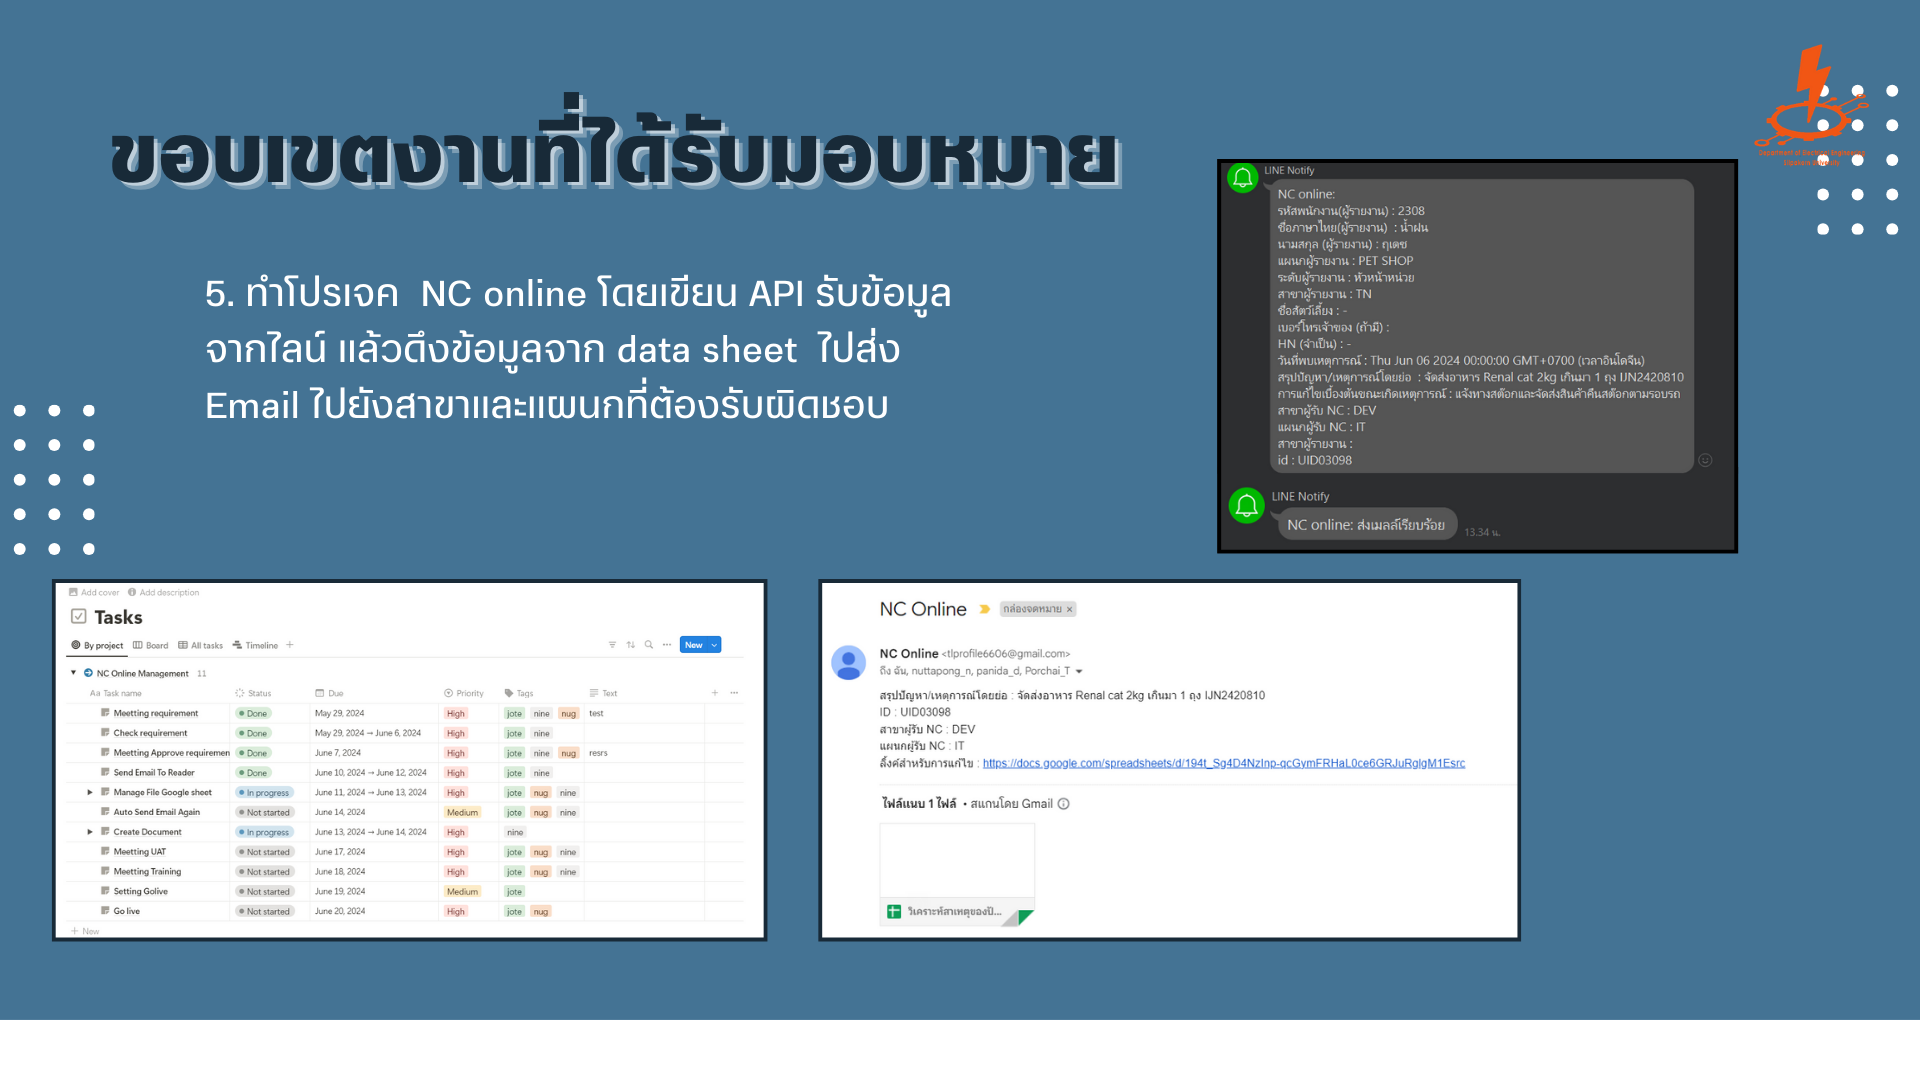 ขอบเขตงานที่ได้รับมอบหมาย
5. ทำโปรเจค NC online โดยเขียน API รับข้อมูล
จากไลน์ แล้วดึงข้อมูลจาก data sheet ไปส่ง
Email ไปยังสาขาและแผนกที่ต้องรับผิดชอบ
LINE Notify
NC online:
รหัสพนักงาน(ผู้รายงาน) : 2308
ชื่อภาษาไทย(ผู้รายงาน) : น้ำฝน
นามสกุล (ผู้รายงาน) : ฤเดช
แผนกผู้รายงาน : PET SHOP
ระดับผู้รายงาน : หัวหน้าหน่วย
สาขาผู้รายงาน : TN
ชื่อสัตว์เลี้ยง : -
เบอร์โทรเจ้าของ (ถ้ามี) :
HN (จำเป็น) : -
วันที่พบเหตุการณ์ : Thu Jun 06 2024 00:00:00 GMT+0700 (เวลาอินโดจีน)
สรุปปัญหา/เหตุการณ์โดยย่อ : จัดส่งอาหาร Renal cat 2kg เกินมา 1 ถุง IJN2420810
การแก้ไขเบื้องต้นขณะเกิดเหตุการณ์ : แจ้งทางสต๊อกและจัดส่งสินค้าคืนสต๊อกตามรอบรถ
สาขาผู้รับ NC : DEV
แผนกผู้รับ NC : IT
สาขาผู้รายงาน :
id : UID03098
LINE Notify
NC online: ส่งเมลล์เรียบร้อย
13.34 น.
Add cover Add description
Tasks
By project Board All tasks Timeline +
New
NC Online Management 11
Aa Task name Status Due Priority Tags Text
Meetting requirement Done May 29, 2024 High jote nine nug test
Check requirement Done May 29, 2024 → June 6, 2024 High jote nine
Meetting Approve requiremen Done June 7, 2024 High jote nine nug resrs
Send Email To Reader Done June 10, 2024 → June 12, 2024 High jote nine
Manage File Google sheet In progress June 11, 2024 → June 13, 2024 High jote nug nine
Auto Send Email Again Not started June 14, 2024 Medium jote nug nine
Create Document In progress June 13, 2024 → June 14, 2024 High nine
Meetting UAT Not started June 17, 2024 High jote nug nine
Meetting Training Not started June 18, 2024 High jote nug nine
Setting Golive Not started June 19, 2024 Medium jote
Go live Not started June 20, 2024 High jote nug
+ New
NC Online กล่องจดหมาย ×
NC Online <tlprofile6606@gmail.com>
ถึง ฉัน, nuttapong_n, panida_d, Porchai_T
สรุปปัญหา/เหตุการณ์โดยย่อ : จัดส่งอาหาร Renal cat 2kg เกินมา 1 ถุง IJN2420810
ID : UID03098
สาขาผู้รับ NC : DEV
แผนกผู้รับ NC : IT
ลิ้งค์สำหรับการแก้ไข : https://docs.google.com/spreadsheets/d/194t_Sg4D4NzInp-qcGymFRHaL0ce6GRJuRglgM1Esrc
ไฟล์แนบ 1 ไฟล์ • สแกนโดย Gmail
วิเคราะห์สาเหตุของปั...